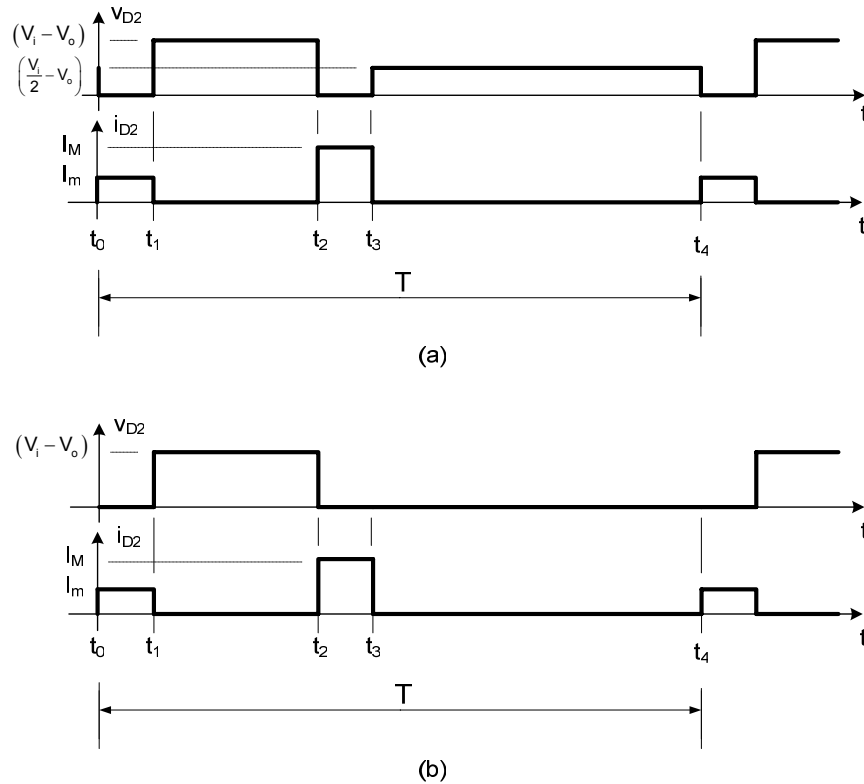 v_D2
(V_i – V_o)
(V_i/2 – V_o)
t
i_D2
I_M
I_m
t_0 t_1 t_2 t_3 t_4 t
T
(a)
v_D2
(V_i – V_o)
t
i_D2
I_M
I_m
t_0 t_1 t_2 t_3 t_4 t
T
(b)